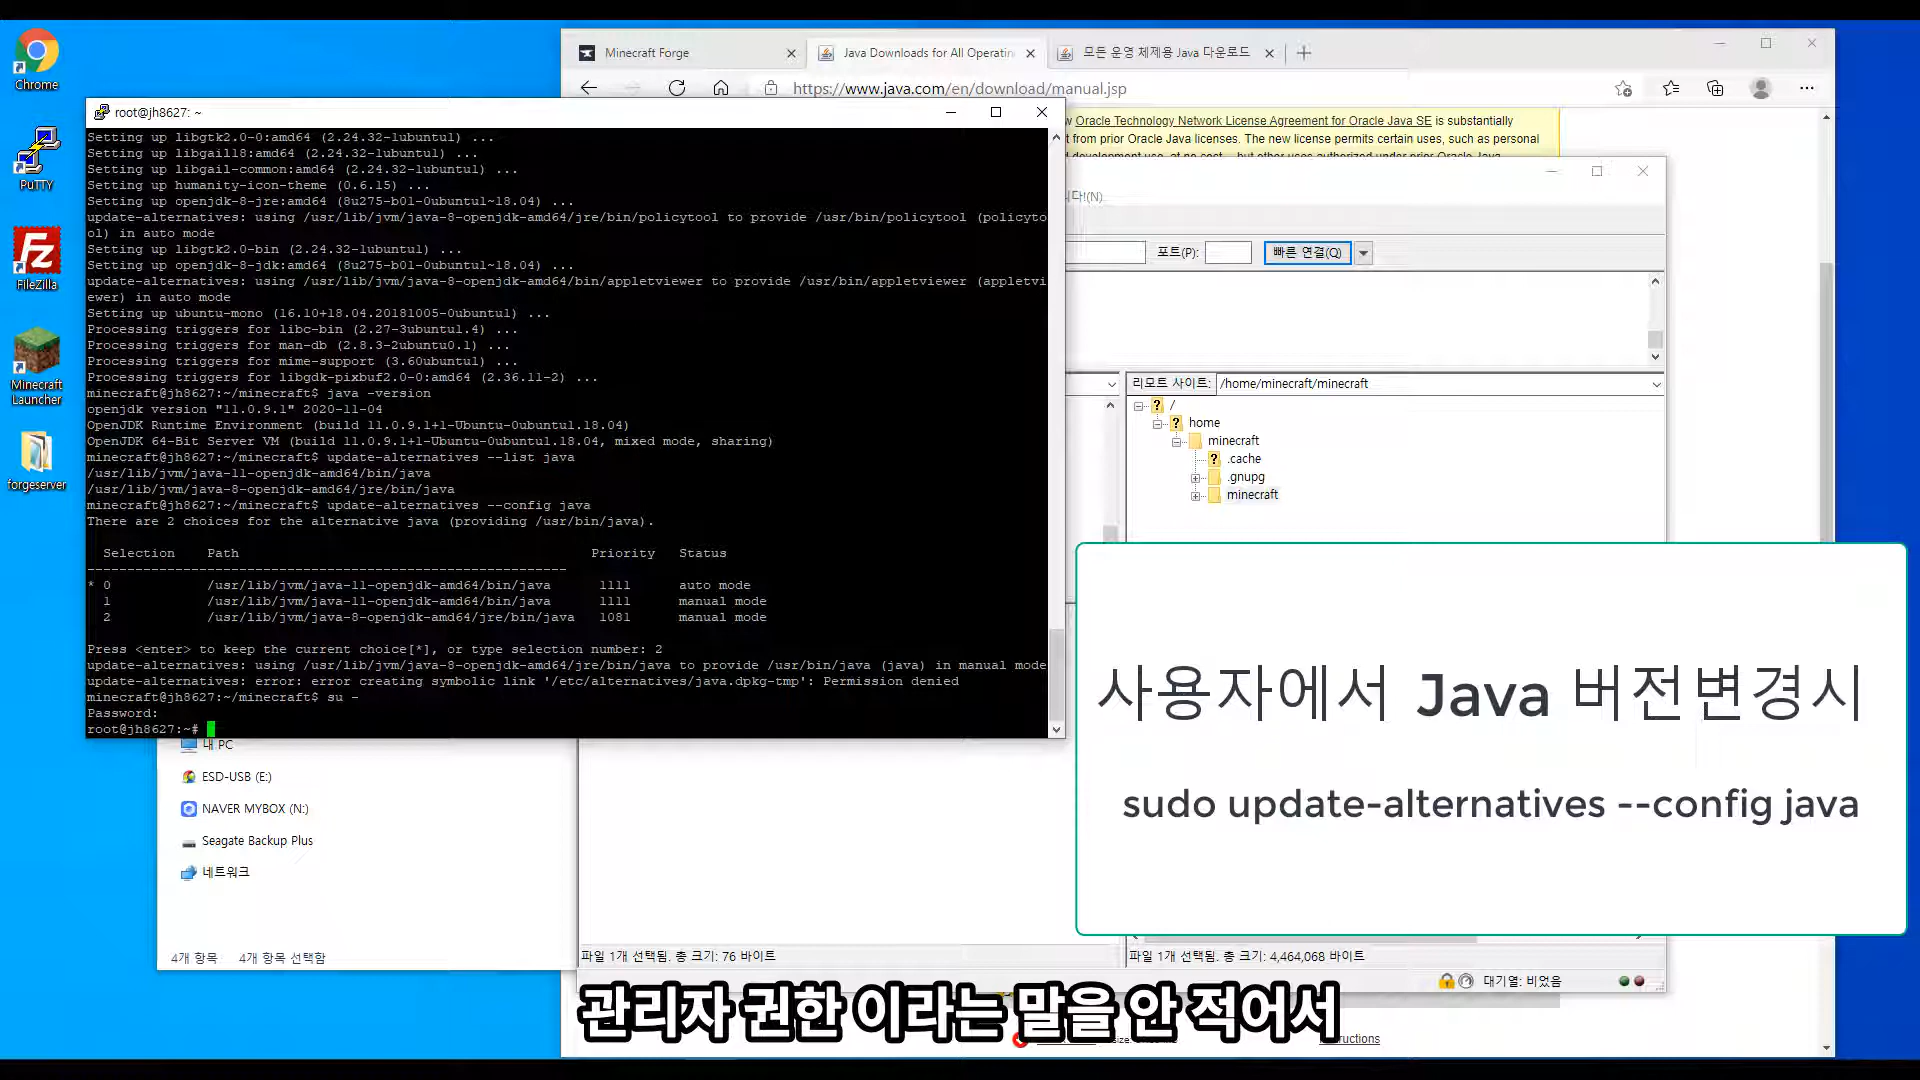 Chrome
PuTTY
FileZilla
Minecraft
Launcher
forgeserver
Minecraft Forge
Java Downloads for All Operatin
모든 운영 체제용 Java 다운로드
https://www.java.com/en/download/manual.jsp
w Oracle Technology Network License Agreement for Oracle Java SE is substantially
t from prior Oracle Java licenses. The new license permits certain uses, such as personal
root@jh8627: ~
Setting up libgtk2.0-0:amd64 (2.24.32-1ubuntu1) ...
Setting up libgail18:amd64 (2.24.32-1ubuntu1) ...
Setting up libgail-common:amd64 (2.24.32-1ubuntu1) ...
Setting up humanity-icon-theme (0.6.15) ...
Setting up openjdk-8-jre:amd64 (8u275-b01-0ubuntu1~18.04) ...
update-alternatives: using /usr/lib/jvm/java-8-openjdk-amd64/jre/bin/policytool to provide /usr/bin/policytool (policyto
ol) in auto mode
Setting up libgtk2.0-bin (2.24.32-1ubuntu1) ...
Setting up openjdk-8-jdk:amd64 (8u275-b01-0ubuntu1~18.04) ...
update-alternatives: using /usr/lib/jvm/java-8-openjdk-amd64/bin/appletviewer to provide /usr/bin/appletviewer (appletvi
ewer) in auto mode
Setting up ubuntu-mono (16.10+18.04.20181005-0ubuntu1) ...
Processing triggers for libc-bin (2.27-3ubuntu1.4) ...
Processing triggers for man-db (2.8.3-2ubuntu0.1) ...
Processing triggers for mime-support (3.60ubuntu1) ...
Processing triggers for libgdk-pixbuf2.0-0:amd64 (2.36.11-2) ...
minecraft@jh8627:~/minecraft$ java -version
openjdk version "11.0.9.1" 2020-11-04
OpenJDK Runtime Environment (build 11.0.9.1+1-Ubuntu-0ubuntu1.18.04)
OpenJDK 64-Bit Server VM (build 11.0.9.1+1-Ubuntu-0ubuntu1.18.04, mixed mode, sharing)
minecraft@jh8627:~/minecraft$ update-alternatives --list java
/usr/lib/jvm/java-11-openjdk-amd64/bin/java
/usr/lib/jvm/java-8-openjdk-amd64/jre/bin/java
minecraft@jh8627:~/minecraft$ update-alternatives --config java
There are 2 choices for the alternative java (providing /usr/bin/java).
Selection Path Priority Status
------------------------------------------------------------
* 0 /usr/lib/jvm/java-11-openjdk-amd64/bin/java 1111 auto mode
1 /usr/lib/jvm/java-11-openjdk-amd64/bin/java 1111 manual mode
2 /usr/lib/jvm/java-8-openjdk-amd64/jre/bin/java 1081 manual mode
Press <enter> to keep the current choice[*], or type selection number: 2
update-alternatives: using /usr/lib/jvm/java-8-openjdk-amd64/jre/bin/java to provide /usr/bin/java (java) in manual mode
update-alternatives: error: error creating symbolic link '/etc/alternatives/java.dpkg-tmp': Permission denied
minecraft@jh8627:~/minecraft$ su -
Password:
root@jh8627:~#
니다!(N)
포트(P):
빠른 연결(Q)
리모트 사이트: /home/minecraft/minecraft
/
home
minecraft
.cache
.gnupg
minecraft
사용자에서 Java 버전변경시
sudo update-alternatives --config java
내 PC
ESD-USB (E:)
NAVER MYBOX (N:)
Seagate Backup Plus
네트워크
4개 항목 4개 항목 선택함
파일 1개 선택됨. 총 크기: 76 바이트
파일 1개 선택됨. 총 크기: 4,464,068 바이트
대기열: 비었음
관리자 권한 이라는 말을 안 적어서